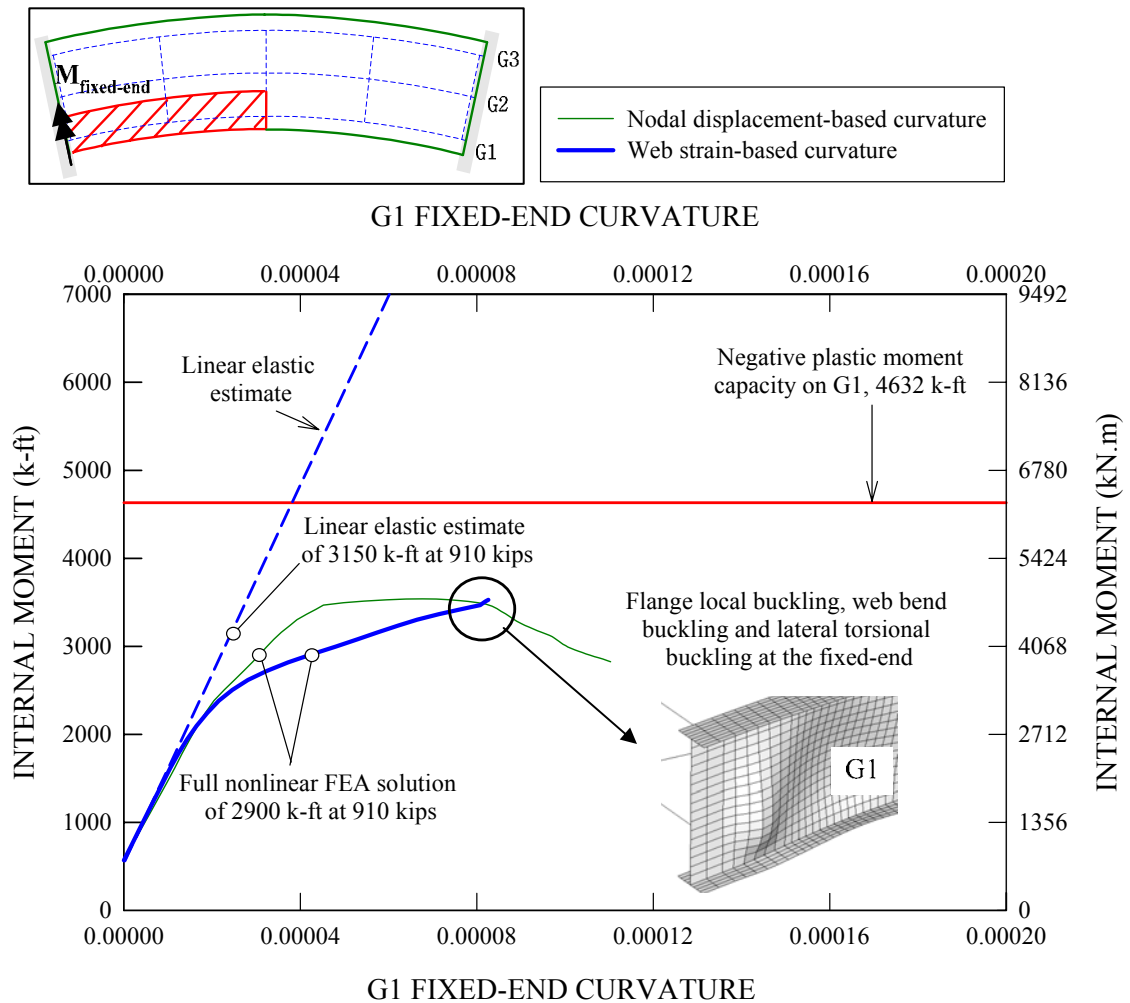 M fixed-end
G3
G2
G1
Nodal displacement-based curvature
Web strain-based curvature
G1 FIXED-END CURVATURE
0.00000 0.00004 0.00008 0.00012 0.00016 0.00020
7000
6000
5000
4000
3000
2000
1000
0
INTERNAL MOMENT (k-ft)
Linear elastic
estimate
Negative plastic moment
capacity on G1, 4632 k-ft
Linear elastic estimate
of 3150 k-ft at 910 kips
Flange local buckling, web bend
buckling and lateral torsional
buckling at the fixed-end
Full nonlinear FEA solution
of 2900 k-ft at 910 kips
G1
9492
8136
6780
5424
4068
2712
1356
0
INTERNAL MOMENT (kN.m)
0.00000 0.00004 0.00008 0.00012 0.00016 0.00020
G1 FIXED-END CURVATURE